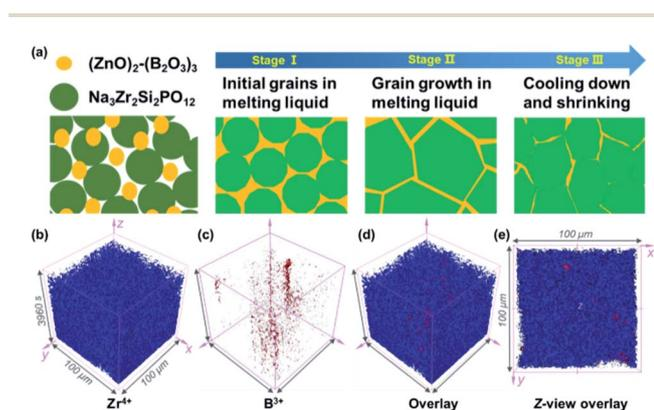 (a)
(ZnO)₂-(B₂O₃)₃
Na₃Zr₂Si₂PO₁₂
Stage Ⅰ
Stage Ⅱ
Stage Ⅲ
Initial grains in
melting liquid
Grain growth in
melting liquid
Cooling down
and shrinking
(b)
z
3960 s
y
100 μm
100 μm
x
Zr⁴⁺
(c)
B³⁺
(d)
Overlay
(e)
100 μm
x
100 μm
z
y
Z-view overlay